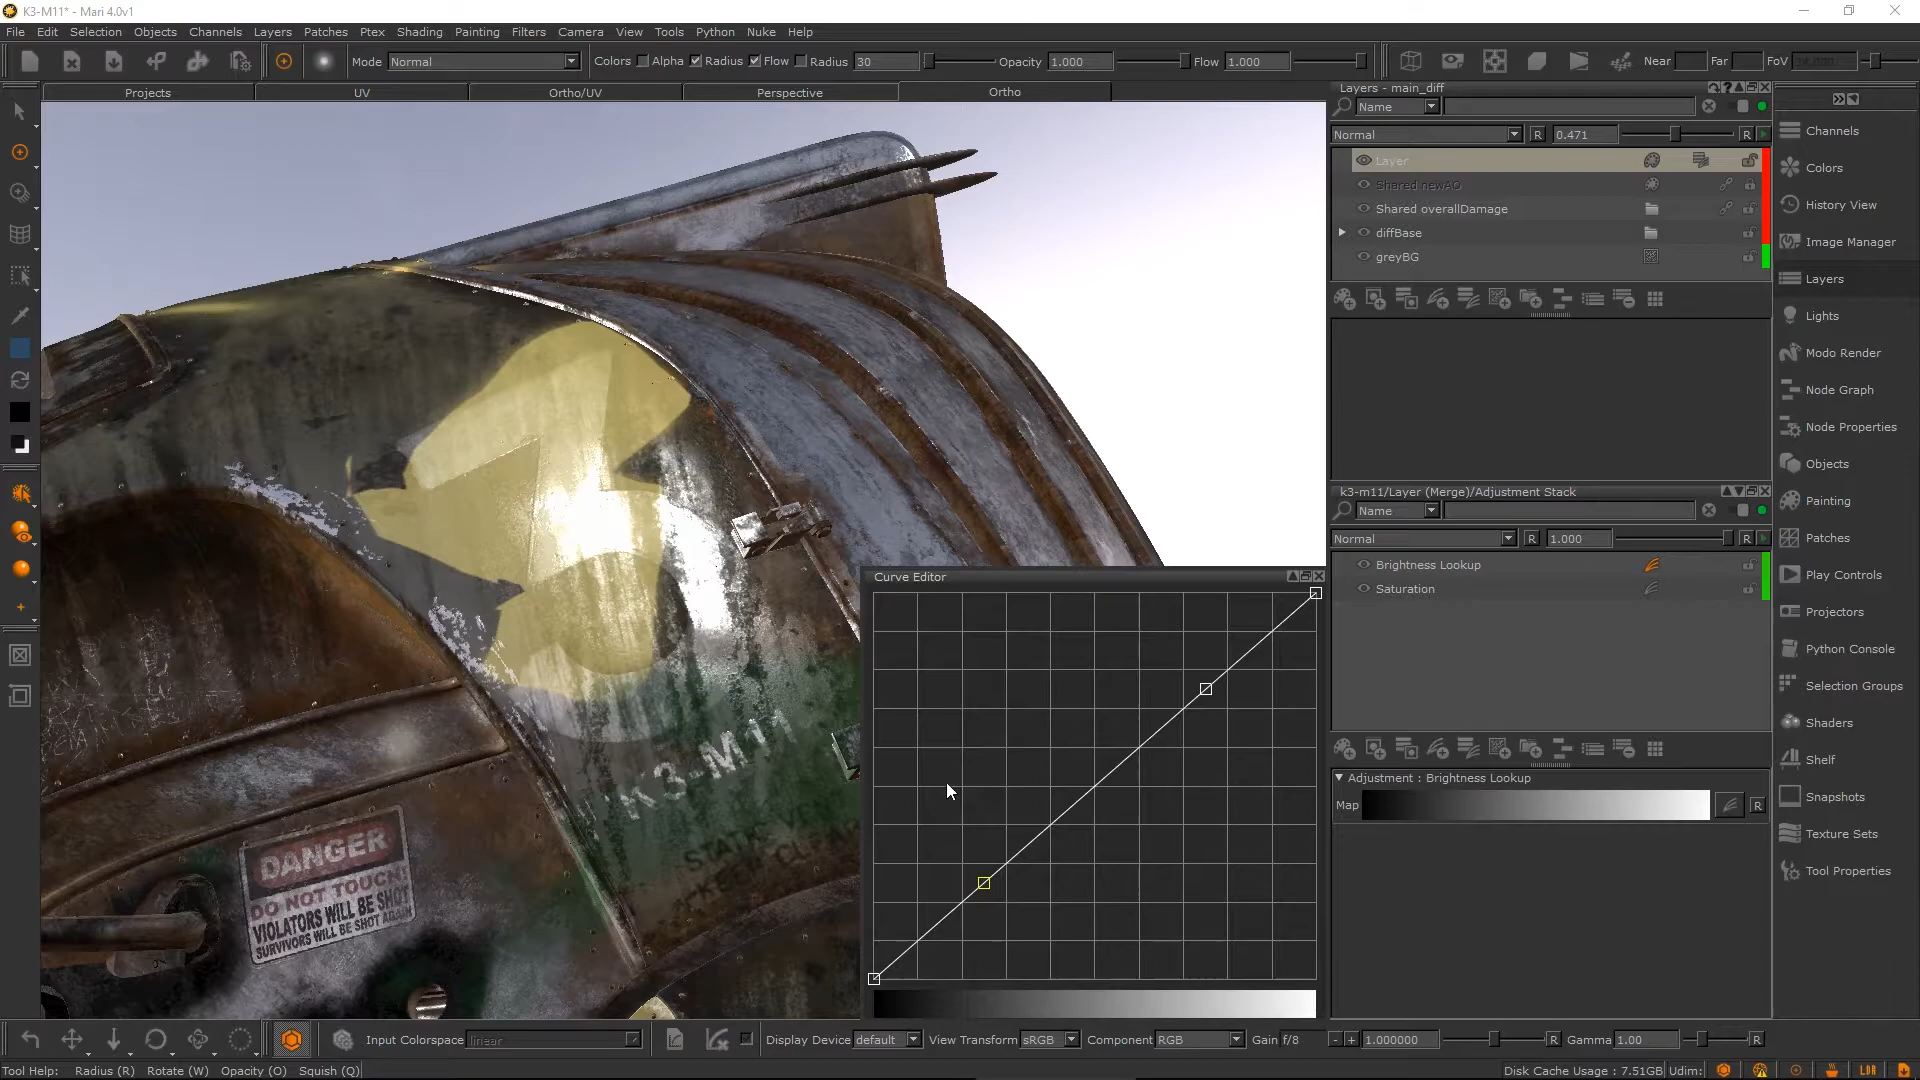 K3-M11* - Mari 4.0v1
File Edit Selection Objects Channels Layers Patches Ptex Shading Painting Filters Camera View Tools Python Nuke Help
Mode Normal Colors Alpha Radius Flow Radius 30 Opacity 1.000 Flow 1.000 Near Far FoV
Projects UV Ortho/UV Perspective Ortho
Layers - main_diff
Name
Normal R 0.471 R
Layer
Shared newAO
Shared overallDamage
diffBase
greyBG
Channels
Colors
History View
Image Manager
Layers
Lights
Modo Render
Node Graph
Node Properties
Objects
Painting
Patches
Play Controls
Projectors
Python Console
Selection Groups
Shaders
Shelf
Snapshots
Texture Sets
Tool Properties
k3-m11/Layer (Merge)/Adjustment Stack
Name
Normal R 1.000 R
Brightness Lookup
Saturation
Adjustment : Brightness Lookup
Map R
Curve Editor
K3-M11
DANGER
DO NOT TOUCH!
VIOLATORS WILL BE SHOT
SURVIVORS WILL BE SHOT AGAIN
Input Colorspace linear Display Device default View Transform sRGB Component RGB Gain f/8 - + 1.000000 R Gamma 1.00 R
Tool Help: Radius (R) Rotate (W) Opacity (O) Squish (Q) Disk Cache Usage : 7.51GB Udim: LDR